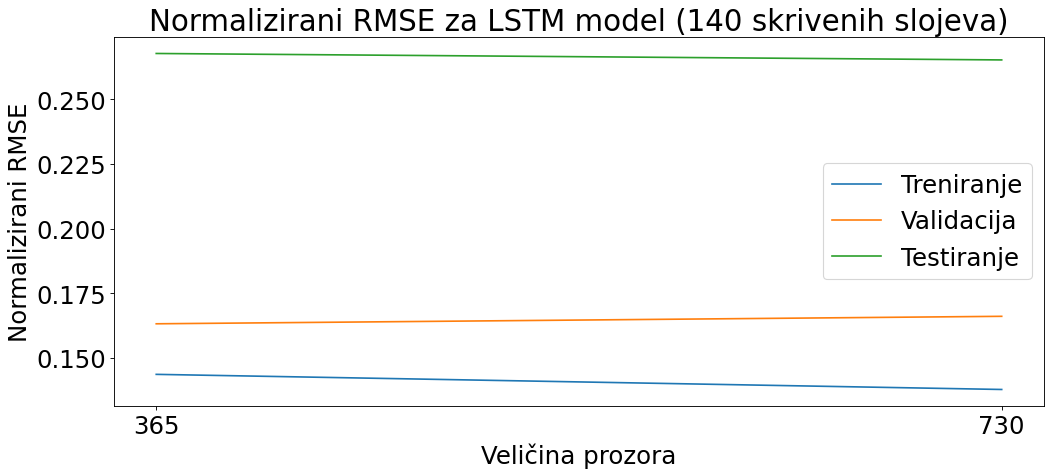 Normalizirani RMSE za LSTM model (140 skrivenih slojeva)
Normalizirani RMSE
0.250
0.225
0.200
0.175
0.150
Treniranje
Validacija
Testiranje
365
730
Veličina prozora